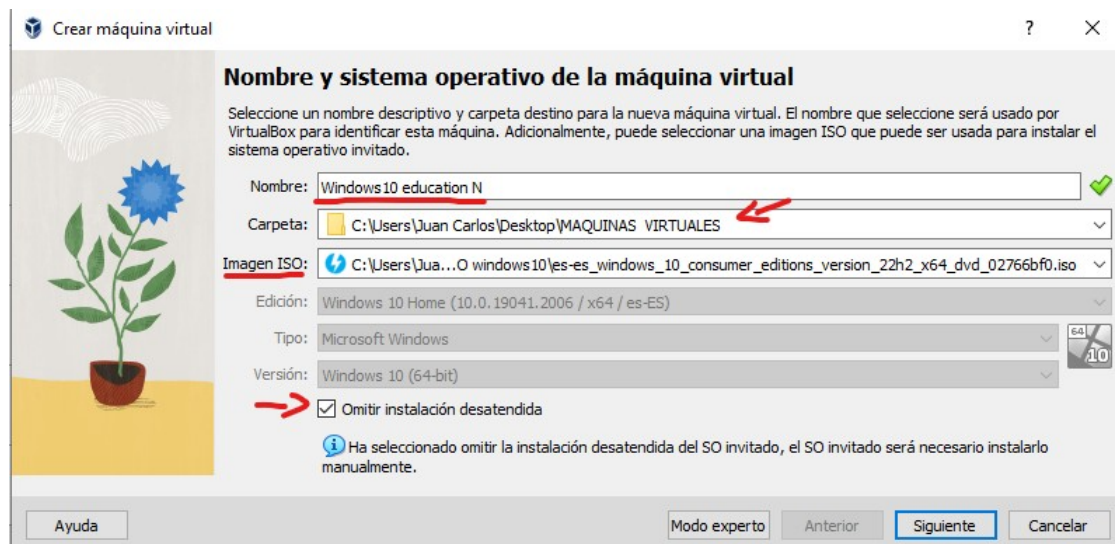 Crear máquina virtual
?
Nombre y sistema operativo de la máquina virtual
Seleccione un nombre descriptivo y carpeta destino para la nueva máquina virtual. El nombre que seleccione será usado por
VirtualBox para identificar esta máquina. Adicionalmente, puede seleccionar una imagen ISO que puede ser usada para instalar el
sistema operativo invitado.
Nombre: Windows10 education N
Carpeta: C:\Users\Juan Carlos\Desktop\MAQUINAS VIRTUALES
Imagen ISO: C:\Users\Jua...O windows10\es-es_windows_10_consumer_editions_version_22h2_x64_dvd_02766bf0.iso
Edición: Windows 10 Home (10.0.19041.2006 / x64 / es-ES)
Tipo: Microsoft Windows
64
10
Versión: Windows 10 (64-bit)
Omitir instalación desatendida
Ha seleccionado omitir la instalación desatendida del SO invitado, el SO invitado será necesario instalarlo
manualmente.
Ayuda Modo experto Anterior Siguiente Cancelar